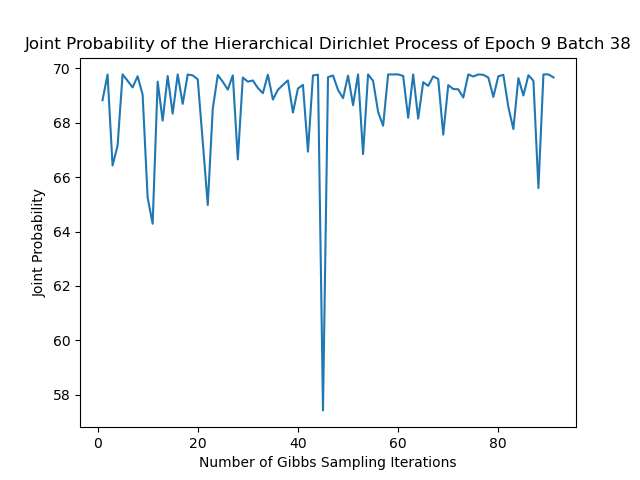 Joint Probability of the Hierarchical Dirichlet Process of Epoch 9 Batch 38
70
68
66
64
62
60
58
Joint Probability
0 20 40 60 80
Number of Gibbs Sampling Iterations